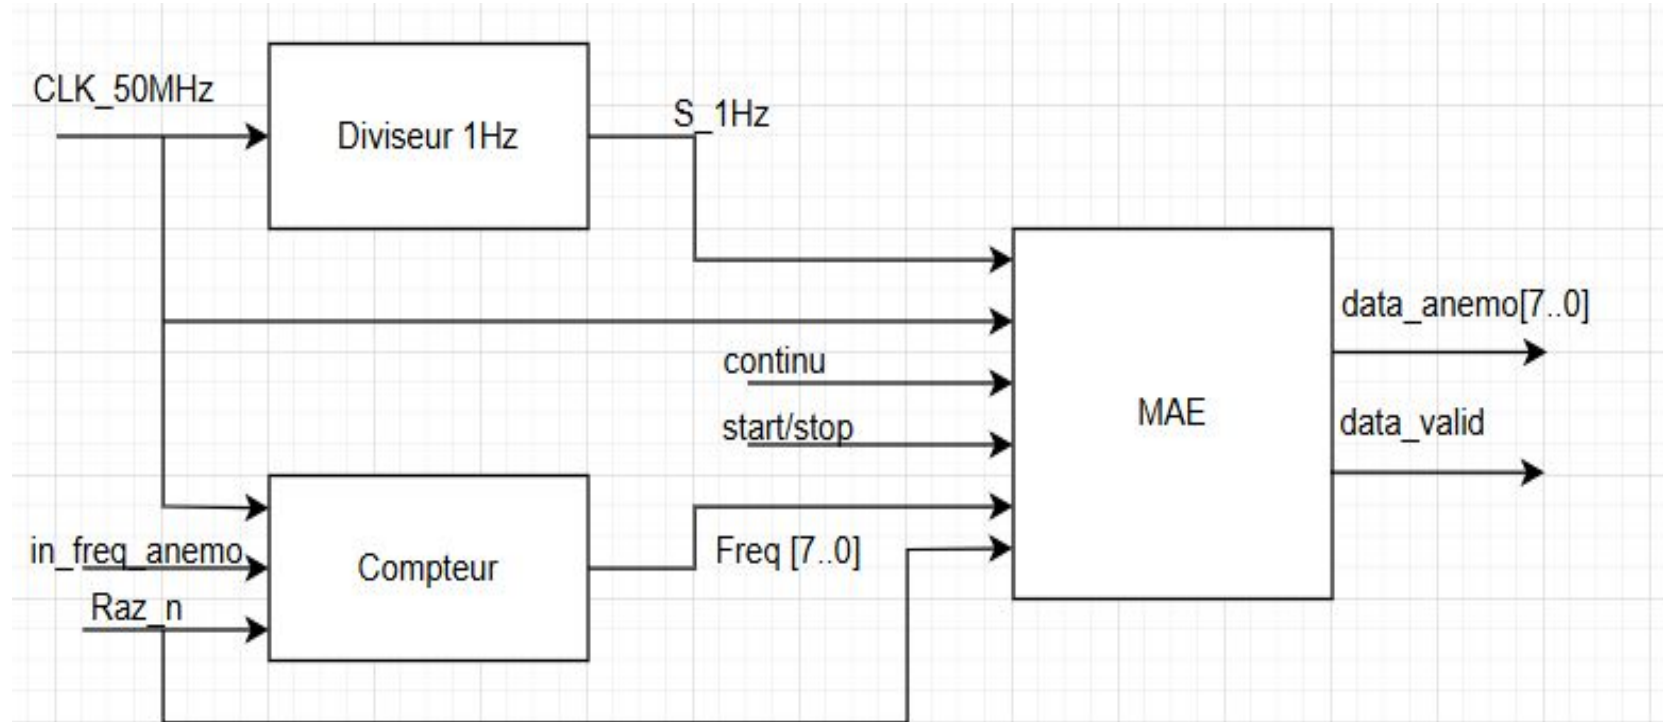 CLK_50MHz
Diviseur 1Hz
S_1Hz
continu
start/stop
MAE
data_anemo[7..0]
data_valid
in_freq_anemo
Raz_n
Compteur
Freq [7..0]